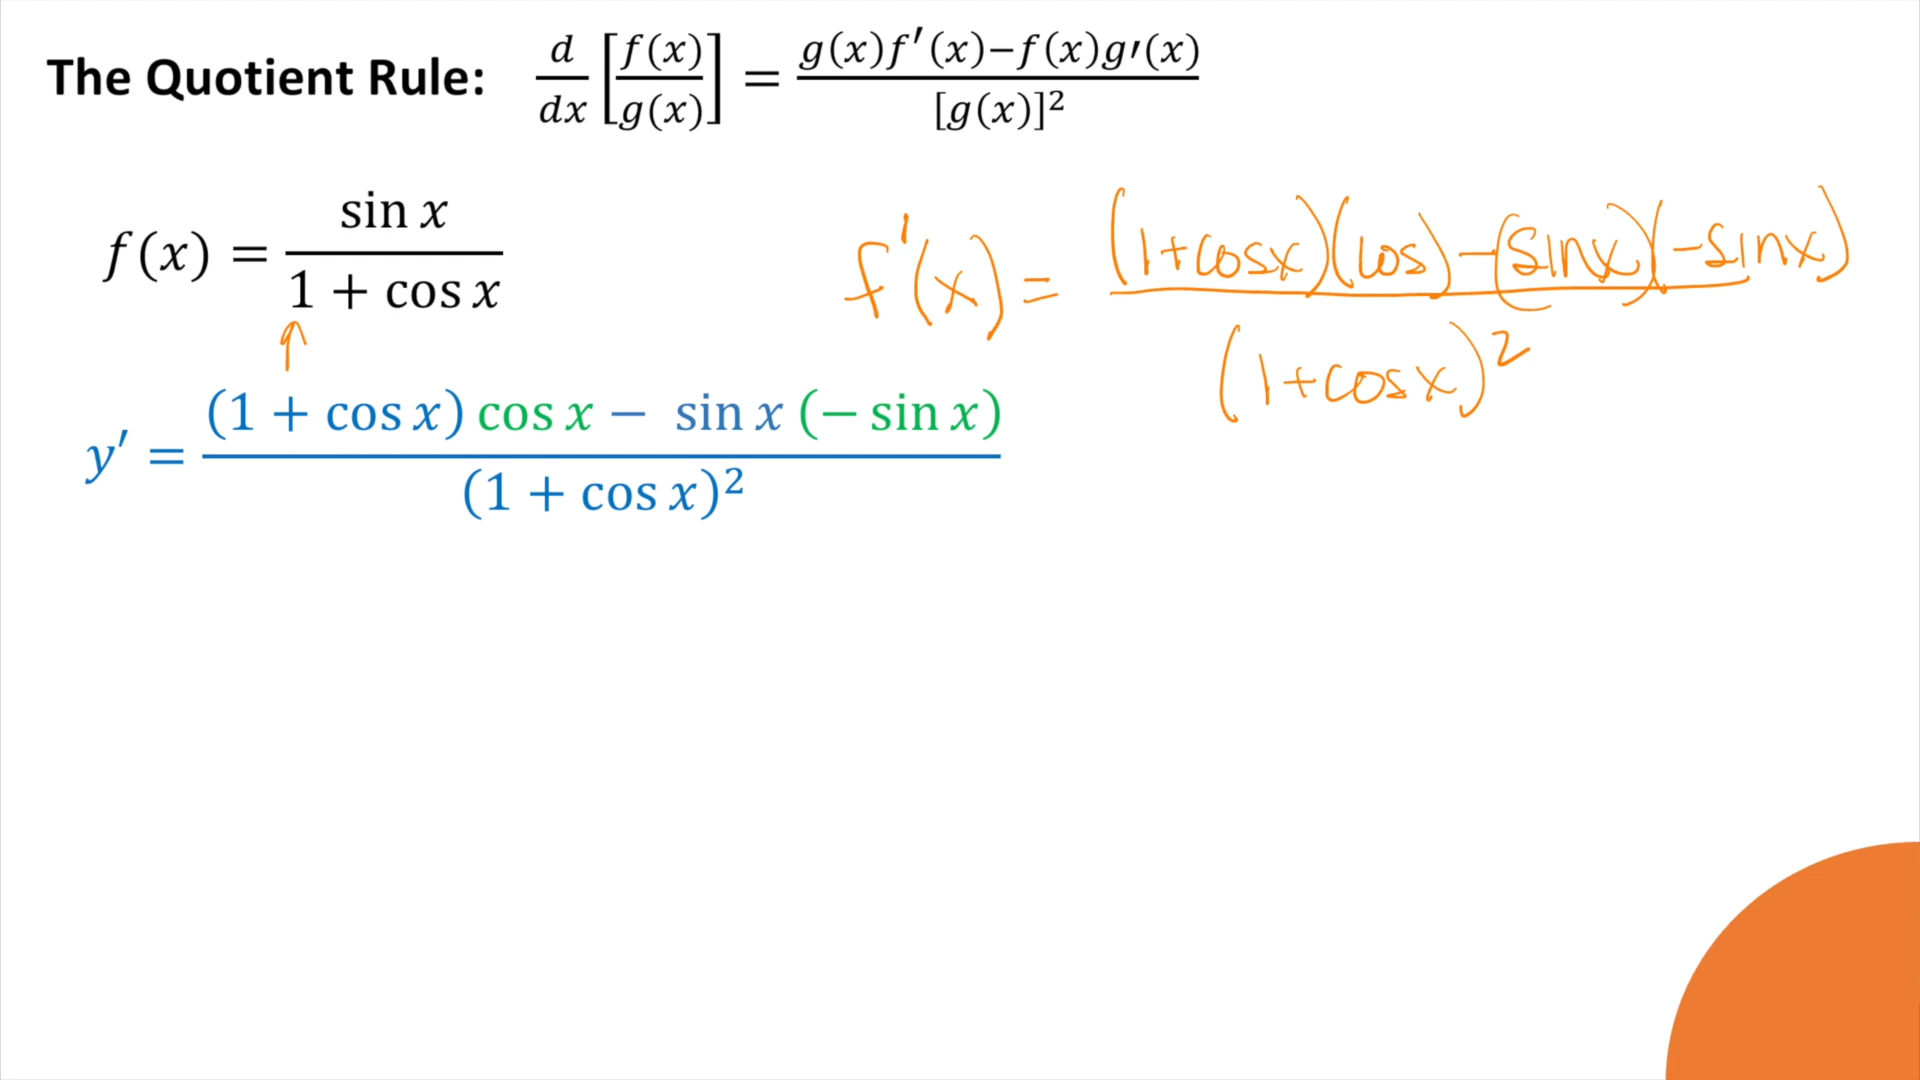 The Quotient Rule: d/dx [f(x)/g(x)] = (g(x)f′(x)−f(x)g′(x))/[g(x)]²
f(x) = sin x/(1 + cos x)
f'(x) = ((1+cosx)(cos)−(sinx)(−sinx))/(1+cosx)²
y′ = ((1 + cos x) cos x − sin x (− sin x))/(1 + cos x)²